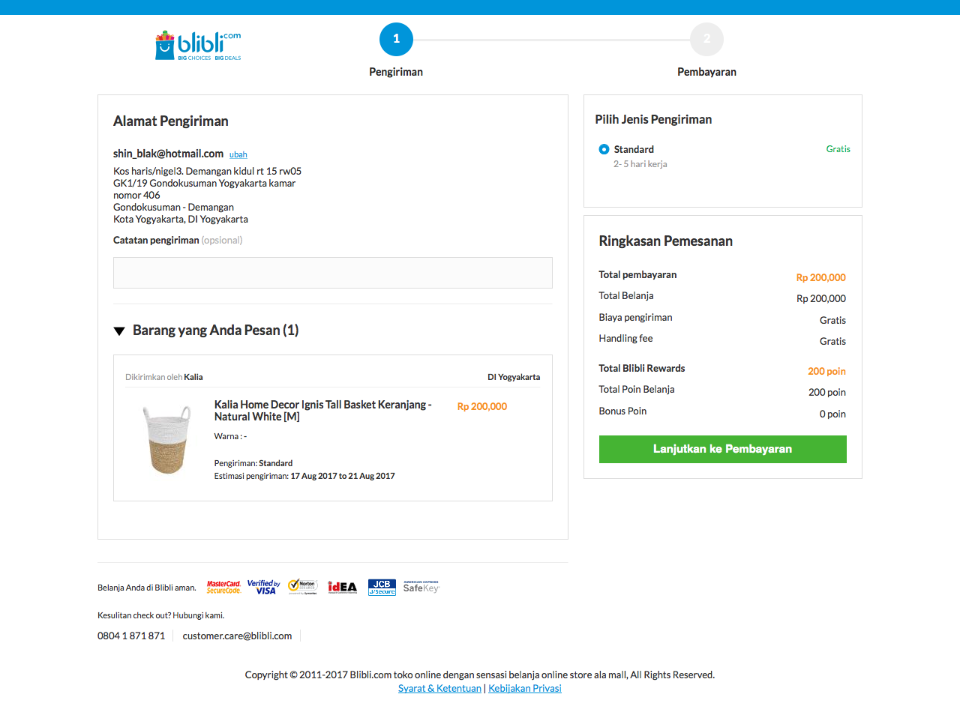 blibli.com
BIG CHOICES BIG DEALS
1
2
Pengiriman
Pembayaran
Alamat Pengiriman
shin_blak@hotmail.com ubah
Kos haris/nigel3. Demangan kidul rt 15 rw05
GK1/19 Gondokusuman Yogyakarta kamar
nomor 406
Gondokusuman - Demangan
Kota Yogyakarta, DI Yogyakarta
Catatan pengiriman (opsional)
Barang yang Anda Pesan (1)
Dikirimkan oleh Kalia
DI Yogyakarta
Kalia Home Decor Ignis Tall Basket Keranjang -
Natural White [M]
Rp 200,000
Warna : -
Pengiriman: Standard
Estimasi pengiriman: 17 Aug 2017 to 21 Aug 2017
Pilih Jenis Pengiriman
Standard Gratis
2- 5 hari kerja
Ringkasan Pemesanan
Total pembayaran Rp 200,000
Total Belanja Rp 200,000
Biaya pengiriman Gratis
Handling fee Gratis
Total Blibli Rewards 200 poin
Total Poin Belanja 200 poin
Bonus Poin 0 poin
Lanjutkan ke Pembayaran
Belanja Anda di Blibli aman.
MasterCard.
SecureCode.
Verified by
VISA
Norton
idEA
JCB
J/Secure
SafeKey
Kesulitan check out? Hubungi kami.
0804 1 871 871
customer.care@blibli.com
Copyright © 2011-2017 Blibli.com toko online dengan sensasi belanja online store ala mall, All Rights Reserved.
Syarat & Ketentuan | Kebijakan Privasi